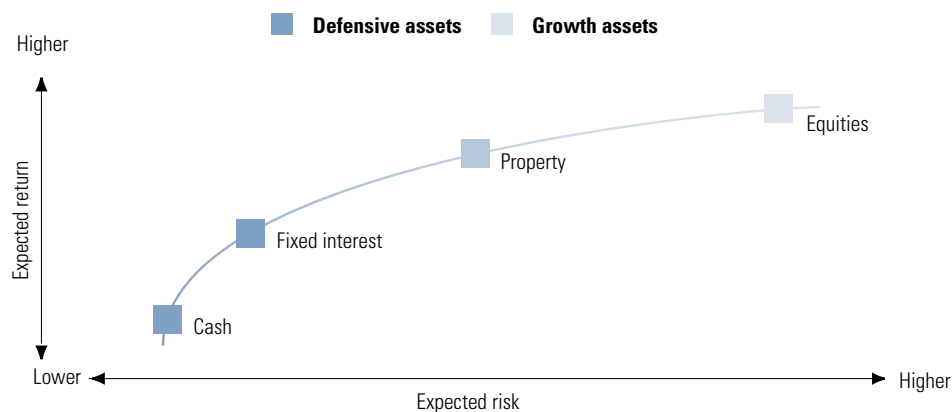 Defensive assets Growth assets
Higher
Equities
Property
Expected return
Fixed interest
Cash
Lower
Higher
Expected risk